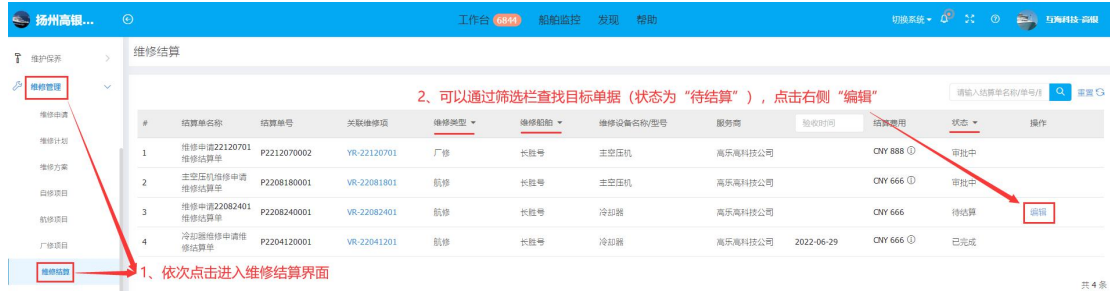 扬州高银...
工作台 6844 船舶监控 发现 帮助
切换系统
互海科技-高银
维护保养
维修管理
维修申请
维修计划
维修方案
自修项目
航修项目
厂修项目
维修结算
维修结算
2、可以通过筛选栏查找目标单据（状态为“待结算”），点击右侧“编辑”
请输入结算单名称/单号/
重置
# 结算单名称 结算单号 关联维修项 维修类型 维修船舶 维修设备名称/型号 服务商 验收时间 结算费用 状态 操作
1 维修申请22120701维修结算单 P2212070002 YR-22120701 厂修 长胜号 主空压机 高乐高科技公司 CNY 888 审批中
2 主空压机维修申请维修结算单 P2208180001 VR-22081801 航修 长胜号 主空压机 高乐高科技公司 CNY 666 审批中
3 维修申请22082401维修结算单 P2208240001 VR-22082401 航修 长胜号 冷却器 高乐高科技公司 CNY 666 待结算 编辑
4 冷却器维修申请维修结算单 P2204120001 VR-22041201 航修 长胜号 冷却器 高乐高科技公司 2022-06-29 CNY 666 已完成
1、依次点击进入维修结算界面
共 4 条